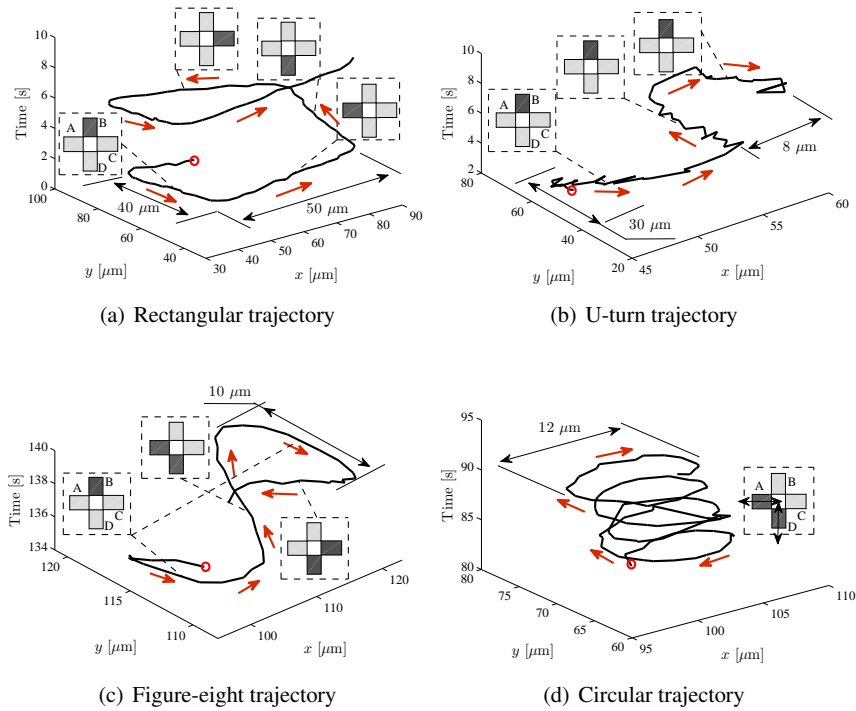 Time [s]
10
8
6
4
2
0
100
80
60
40
y [μm]
30
40
50
60
70
80
90
x [μm]
A
B
C
D
40 μm
50 μm
(a) Rectangular trajectory
Time [s]
10
8
6
4
2
80
60
40
20
y [μm]
45
50
55
60
x [μm]
A
B
C
D
30 μm
8 μm
(b) U-turn trajectory
Time [s]
140
138
136
134
120
115
110
y [μm]
100
110
120
x [μm]
A
B
C
D
10 μm
(c) Figure-eight trajectory
Time [s]
95
90
85
80
75
70
65
60
y [μm]
95
100
105
110
x [μm]
A
B
C
D
12 μm
(d) Circular trajectory